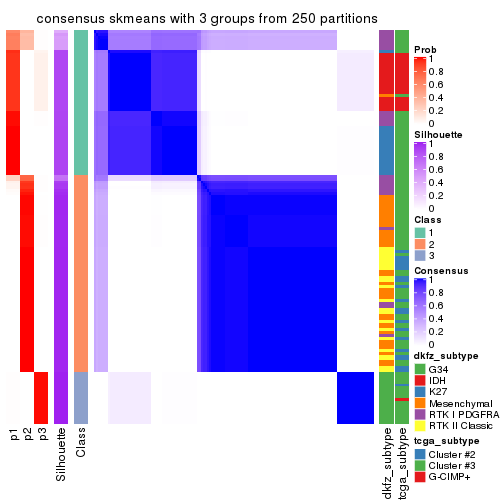 consensus skmeans with 3 groups from 250 partitions
Prob
1
0.8
0.6
0.4
0.2
0
Silhouette
1
0.8
0.6
0.4
0.2
0
Class
1
2
3
Consensus
1
0.8
0.6
0.4
0.2
0
dkfz_subtype
G34
IDH
K27
Mesenchymal
RTK I PDGFRA
RTK II Classic
tcga_subtype
Cluster #2
Cluster #3
G-CIMP+
p1
p2
p3
Silhouette
Class
dkfz_subtype
tcga_subtype